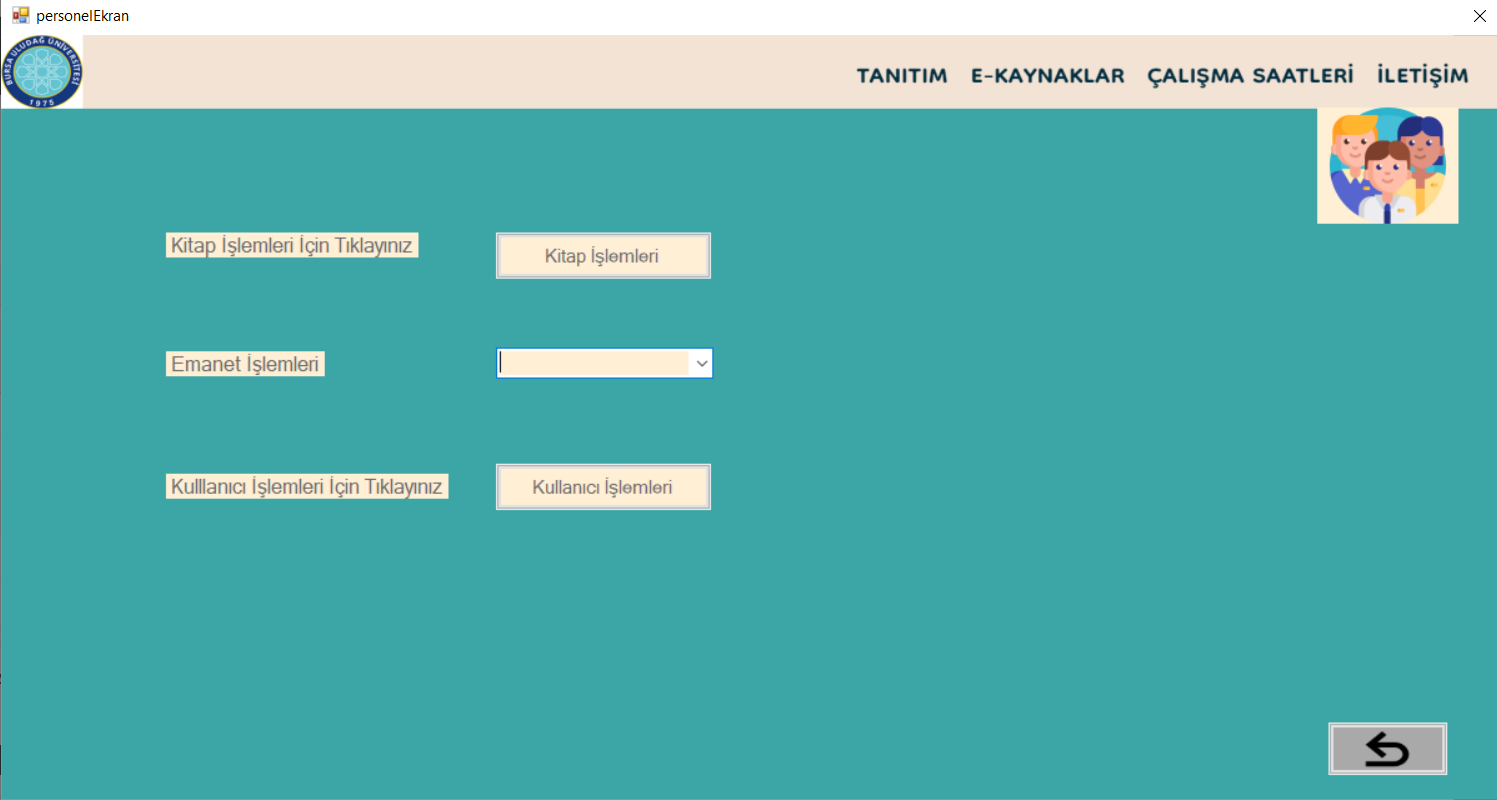 personelEkran
BURSA ULUDAĞ ÜNİVERSİTESİ
1975
TANITIM E-KAYNAKLAR ÇALIŞMA SAATLERİ İLETİŞİM
Kitap İşlemleri İçin Tıklayınız Kitap İşlemleri
Emanet İşlemleri
Kulllanıcı İşlemleri İçin Tıklayınız Kullanıcı İşlemleri